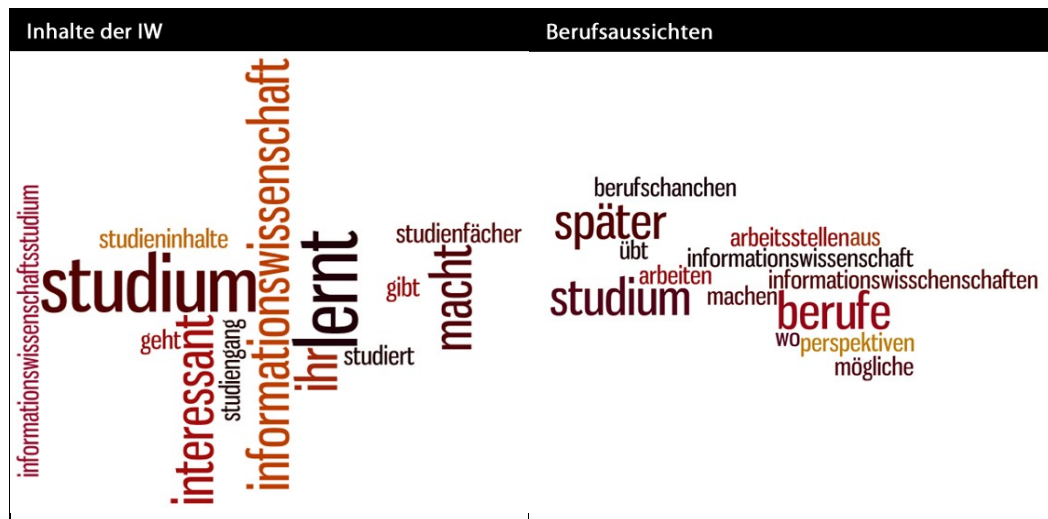 Inhalte der IW
Berufsaussichten
informationswissenschaftsstudium
studieninhalte
studium
geht
interessant
studiengang
informationswissenschaft
ihr
lernt
studiert
gibt
studienfächer
macht
berufschanchen
später
übt
arbeitsstellen
aus
informationswissenschaft
arbeiten
informationswisschenschaften
studium
machen
berufe
wo
perspektiven
mögliche